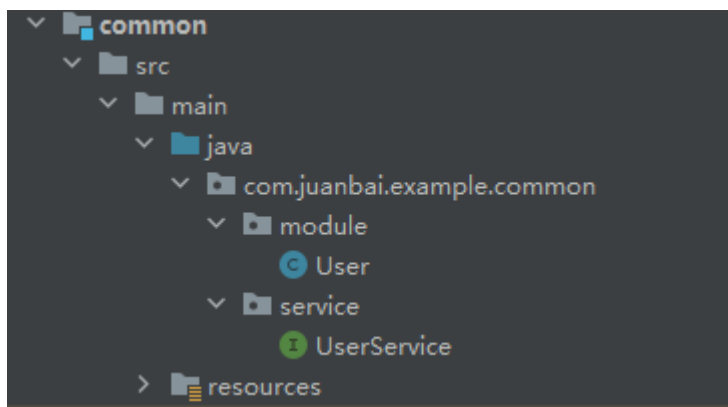 common
src
main
java
com.juanbai.example.common
module
C User
service
I UserService
resources